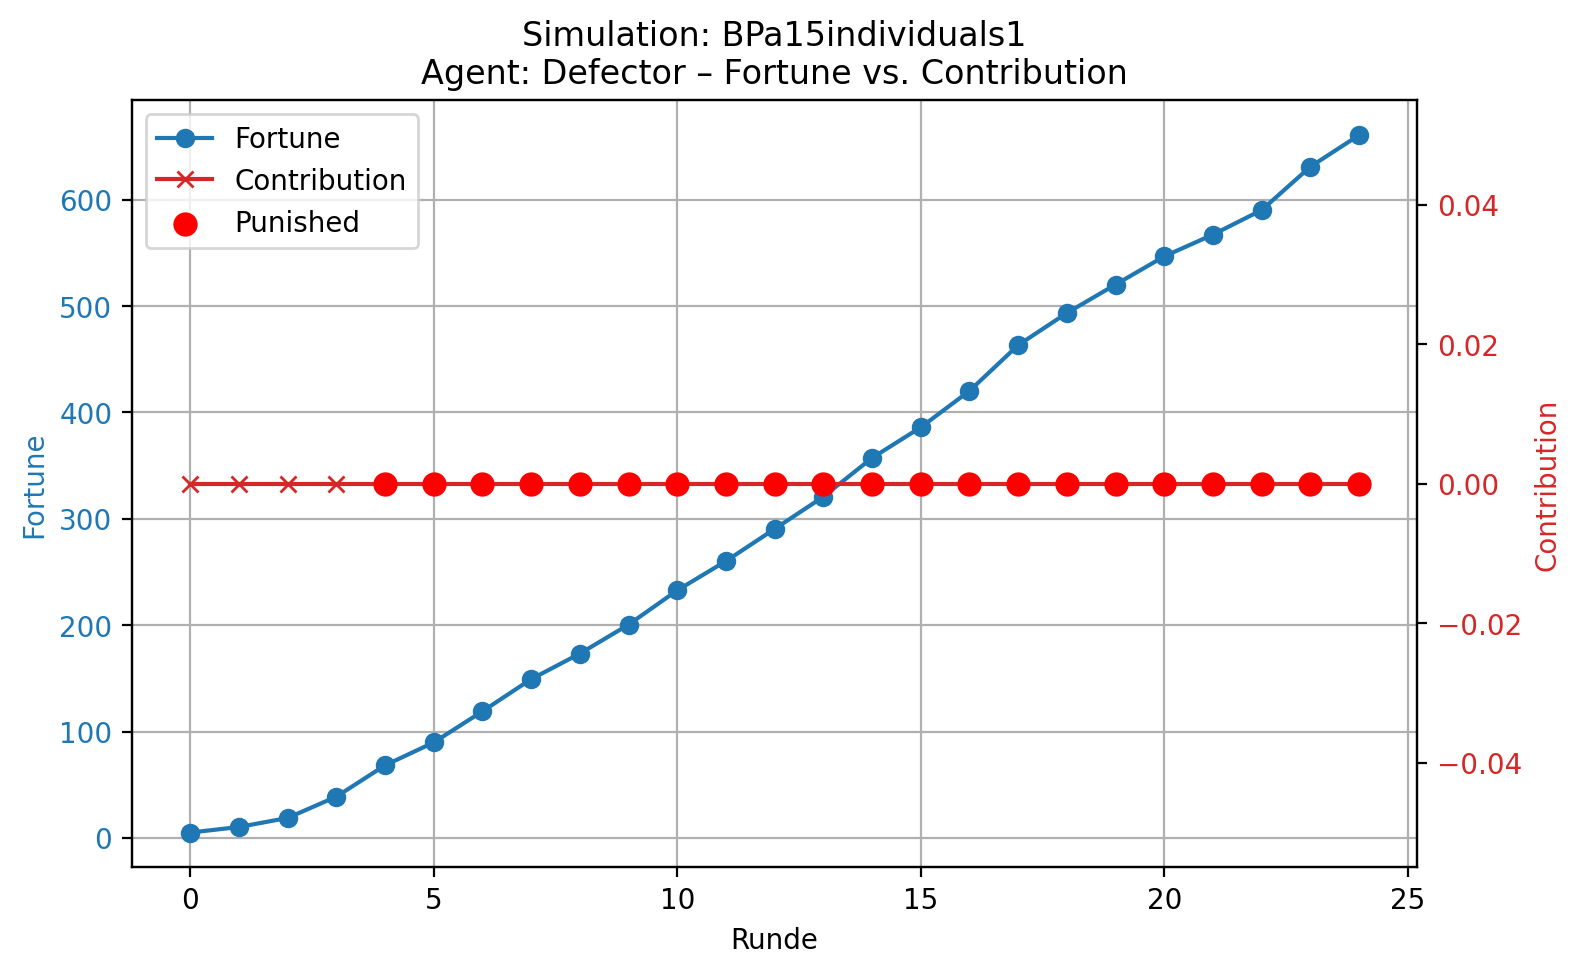 Simulation: BPa15individuals1
Agent: Defector – Fortune vs. Contribution
Fortune
Contribution
Punished
600
500
400
300
200
100
0
Fortune
0.04
0.02
0.00
−0.02
−0.04
Contribution
0 5 10 15 20 25
Runde